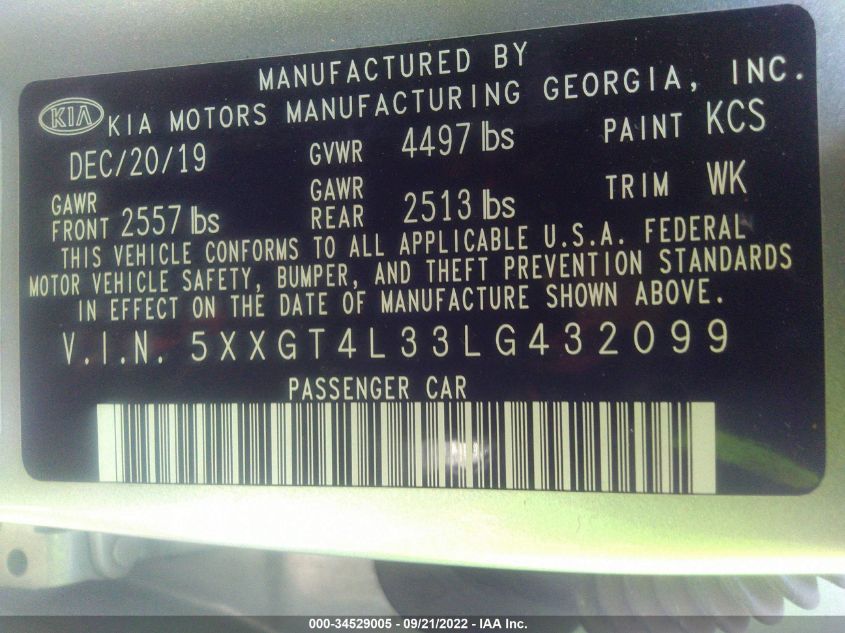 MANUFACTURED BY
KIA KIA MOTORS MANUFACTURING GEORGIA, INC.
DEC/20/19 GVWR 4497 lbs PAINT KCS
GAWR FRONT 2557 lbs GAWR REAR 2513 lbs TRIM WK
THIS VEHICLE CONFORMS TO ALL APPLICABLE U.S.A. FEDERAL
MOTOR VEHICLE SAFETY, BUMPER, AND THEFT PREVENTION STANDARDS
IN EFFECT ON THE DATE OF MANUFACTURE SHOWN ABOVE.
V.I.N. 5XXGT4L33LG432099
PASSENGER CAR
000-34529005 - 09/21/2022 - IAA Inc.